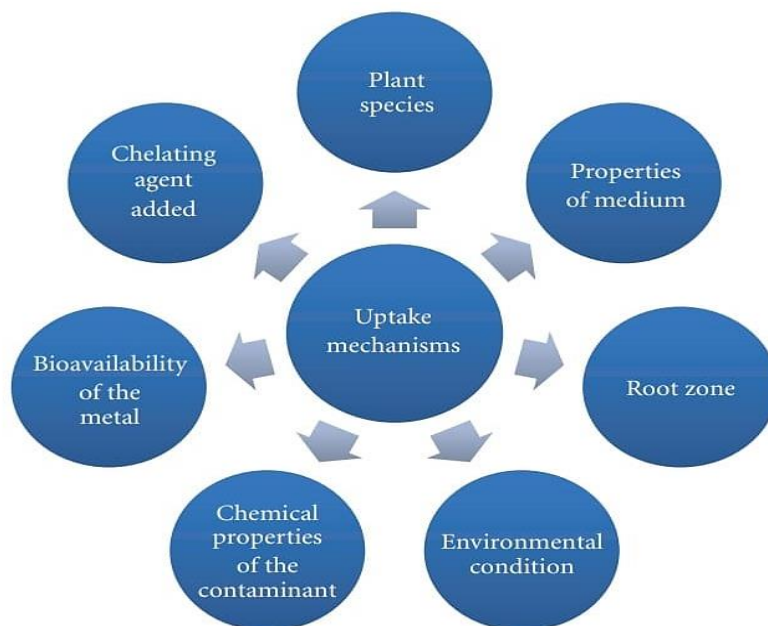 Plant
species
Properties
of medium
Root zone
Environmental
condition
Chemical
properties
of the
contaminant
Bioavailability
of the
metal
Chelating
agent
added
Uptake
mechanisms